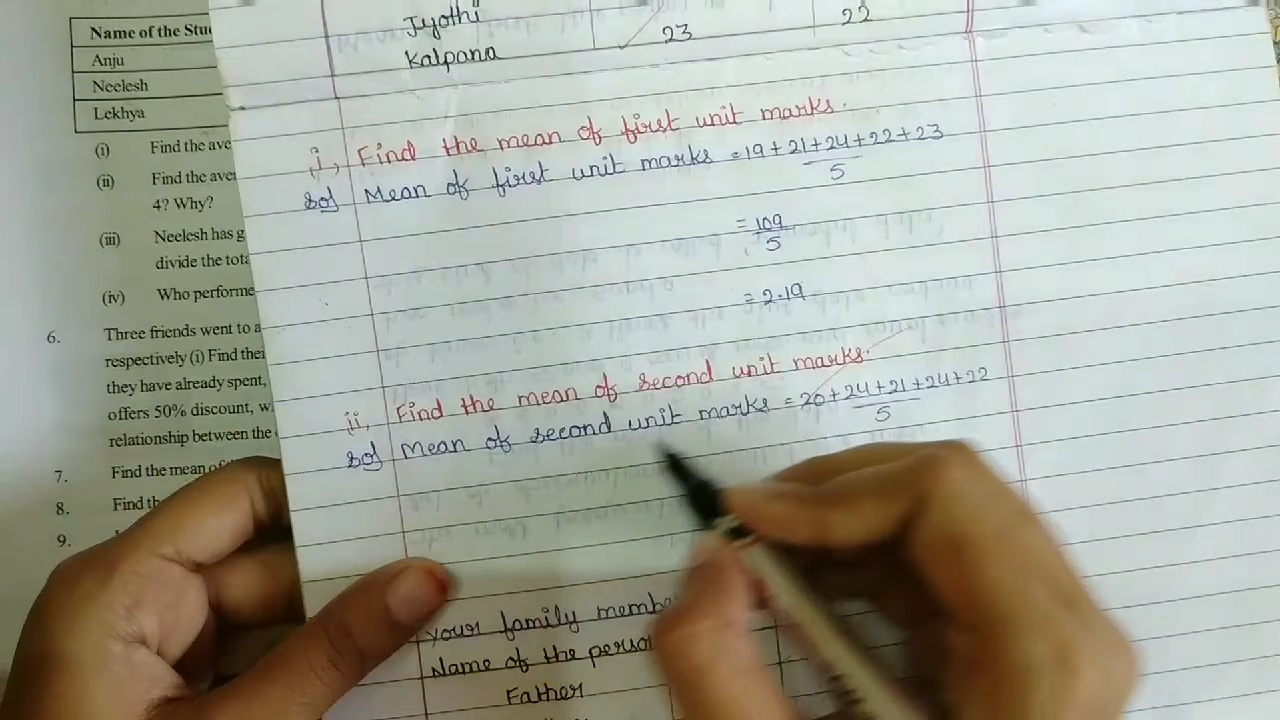 Name of the Stu
Anju
Neelesh
Lekhya
(i) Find the ave
(ii) Find the aver
4? Why?
(iii) Neelesh has g
divide the tota
(iv) Who performe
6. Three friends went to a
respectively (i) Find thei
they have already spent,
offers 50% discount, w
relationship between the
7. Find the mean of
8. Find th
9.
Jyothi 22
Kalpana 23
i, Find the mean of first unit marks.
sol Mean of first unit marks = 19 + 21 + 24 + 22 + 23
5
= 109
5
= 2.19
ii, Find the mean of second unit marks.
sol Mean of second unit marks = 20 + 24 + 21 + 24 + 22
5
your family membe
Name of the perso
Father